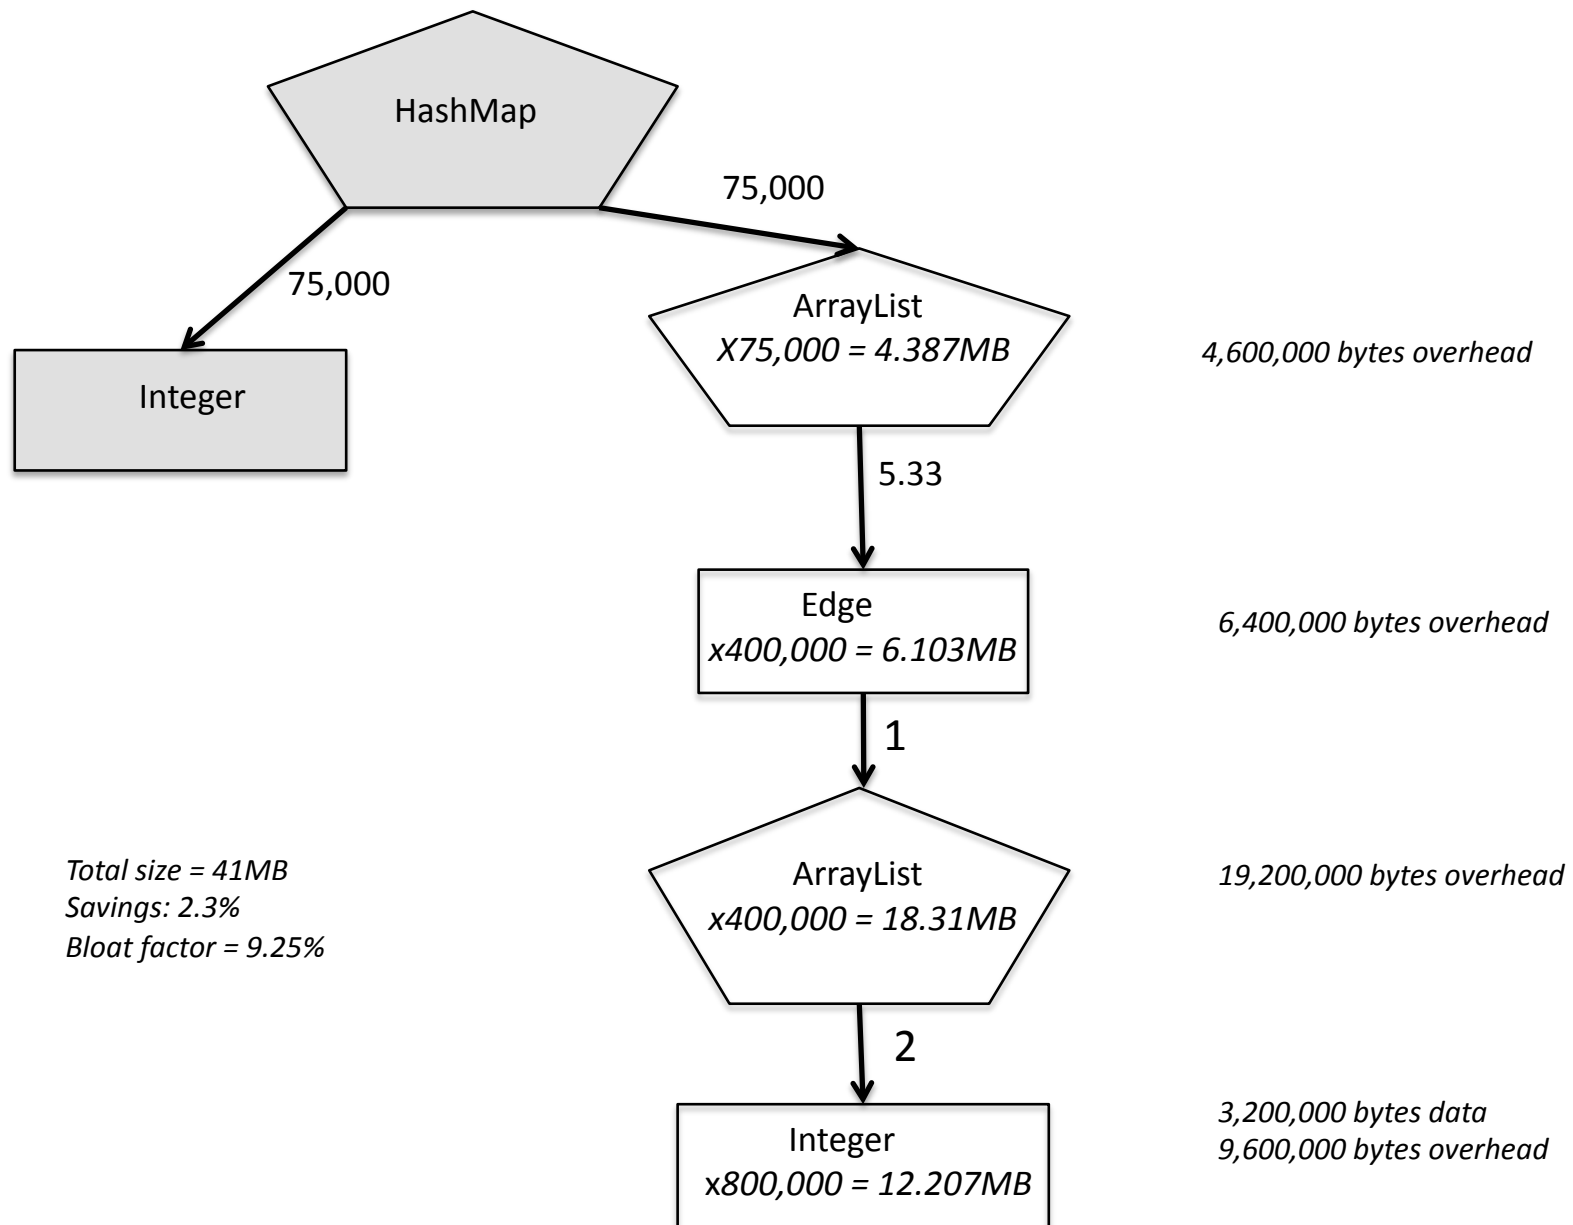 HashMap
75,000
75,000
Integer
ArrayList
X75,000 = 4.387MB
4,600,000 bytes overhead
5.33
Edge
x400,000 = 6.103MB
6,400,000 bytes overhead
1
ArrayList
x400,000 = 18.31MB
19,200,000 bytes overhead
Total size = 41MB
Savings: 2.3%
Bloat factor = 9.25%
2
Integer
x800,000 = 12.207MB
3,200,000 bytes data
9,600,000 bytes overhead